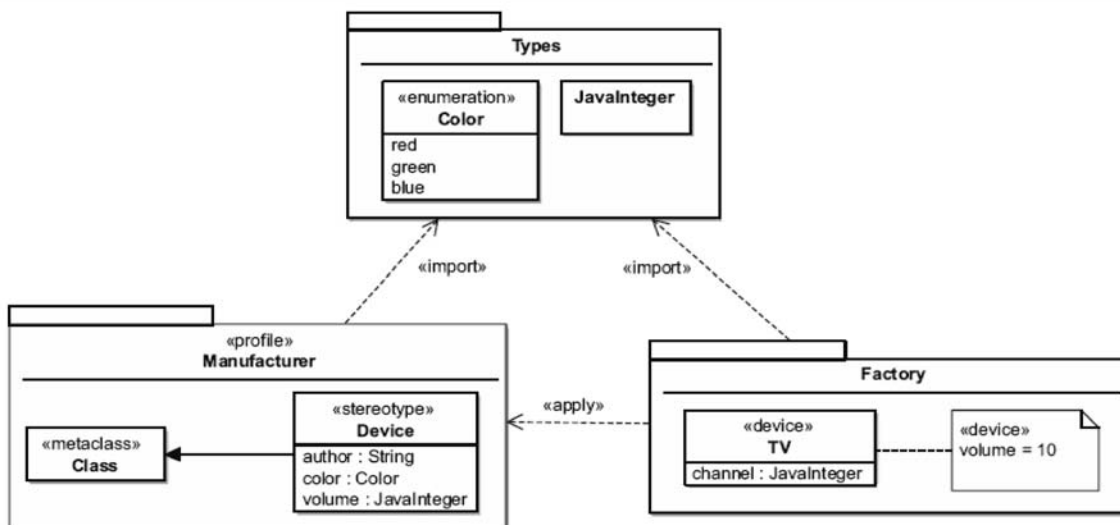 Types
«enumeration»
Color
red
green
blue
JavaInteger
«import»
«import»
«profile»
Manufacturer
«metaclass»
Class
«stereotype»
Device
author : String
color : Color
volume : JavaInteger
«apply»
Factory
«device»
TV
channel : JavaInteger
«device»
volume = 10